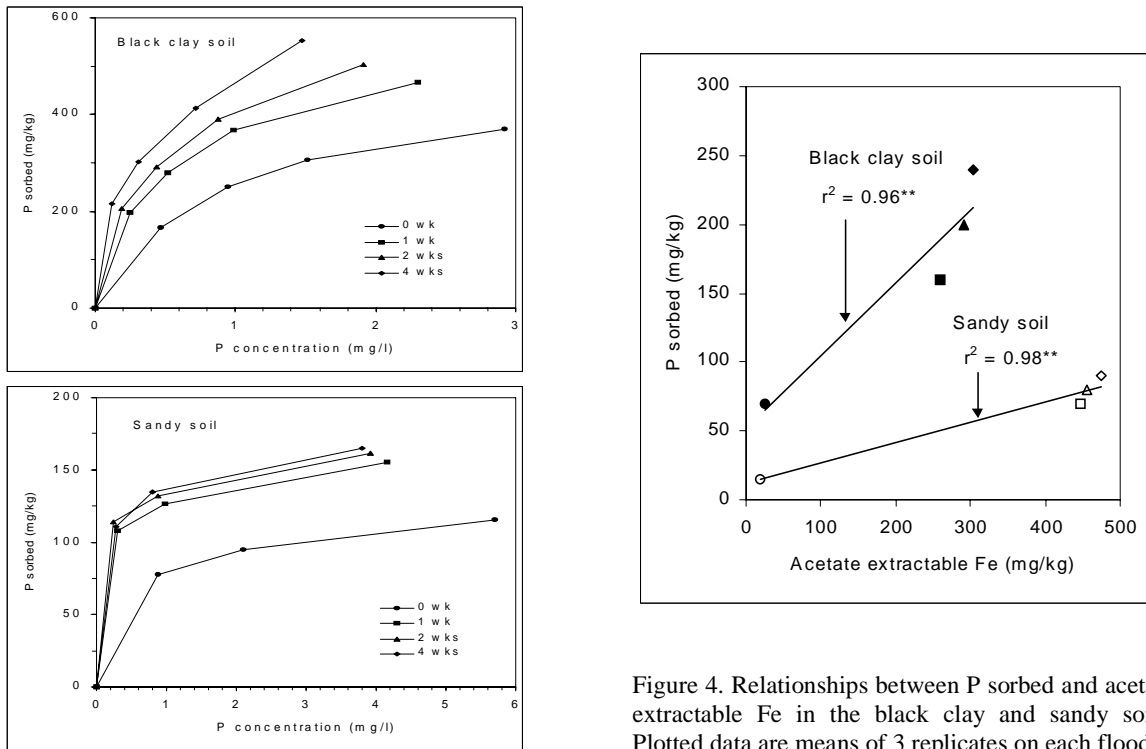 600
Black clay soil
400
200
0
P sorbed (mg/kg)
0 wk
1 wk
2 wks
4 wks
0 1 2 3
P concentration (mg/l)
200
Sandy soil
150
100
50
0
P sorbed (mg/kg)
0 wk
1 wk
2 wks
4 wks
0 1 2 3 4 5 6
P concentration (mg/l)
300
250
200
150
100
50
0
P sorbed (mg/kg)
Black clay soil
r² = 0.96**
Sandy soil
r² = 0.98**
0 100 200 300 400 500
Acetate extractable Fe (mg/kg)
Figure 4. Relationships between P sorbed and
extractable Fe in the black clay and sandy
Plotted data are means of 3 replicates on each